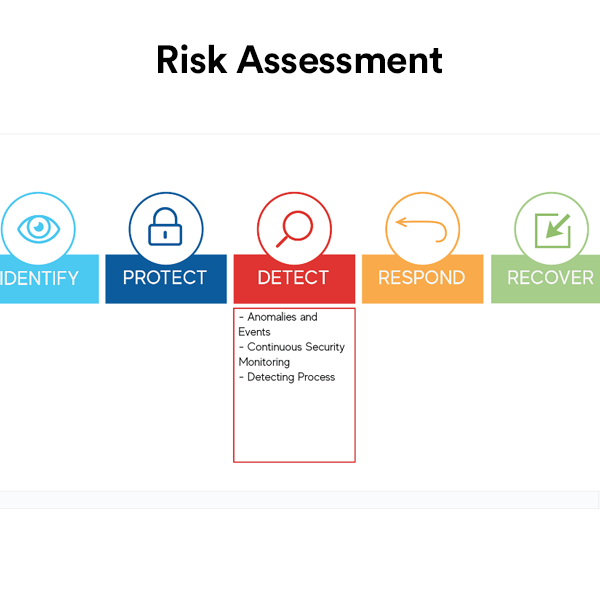 Risk Assessment
IDENTIFY
PROTECT
DETECT
RESPOND
RECOVER
- Anomalies and
Events
- Continuous Security
Monitoring
- Detecting Process